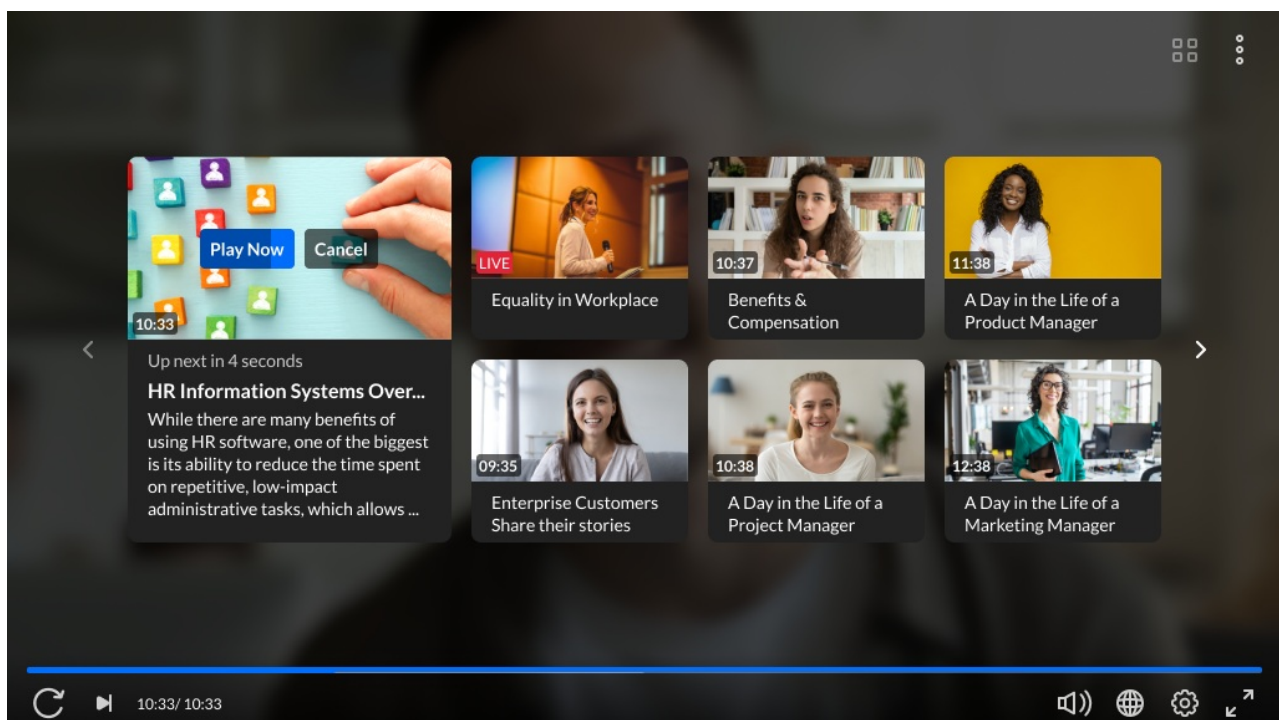 Play Now
Cancel
10:33
Up next in 4 seconds
HR Information Systems Over...
While there are many benefits of
using HR software, one of the biggest
is its ability to reduce the time spent
on repetitive, low-impact
administrative tasks, which allows ...
LIVE
Equality in Workplace
10:37
Benefits &
Compensation
11:38
A Day in the Life of a
Product Manager
09:35
Enterprise Customers
Share their stories
10:38
A Day in the Life of a
Project Manager
12:38
A Day in the Life of a
Marketing Manager
10:33/ 10:33